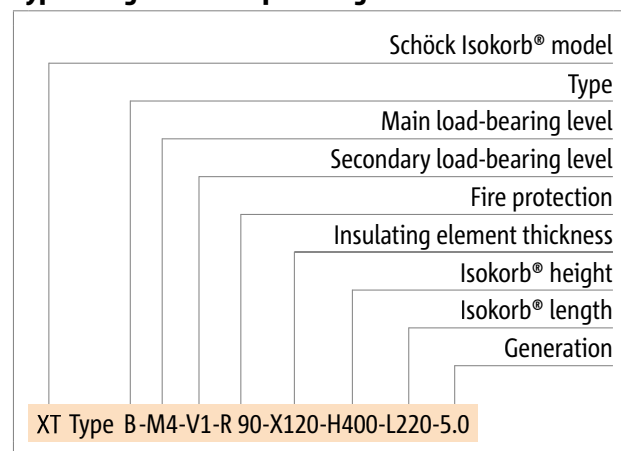 Schöck Isokorb® model
Type
Main load-bearing level
Secondary load-bearing level
Fire protection
Insulating element thickness
Isokorb® height
Isokorb® length
Generation
XT Type B-M4-V1-R 90-X120-H400-L220-5.0